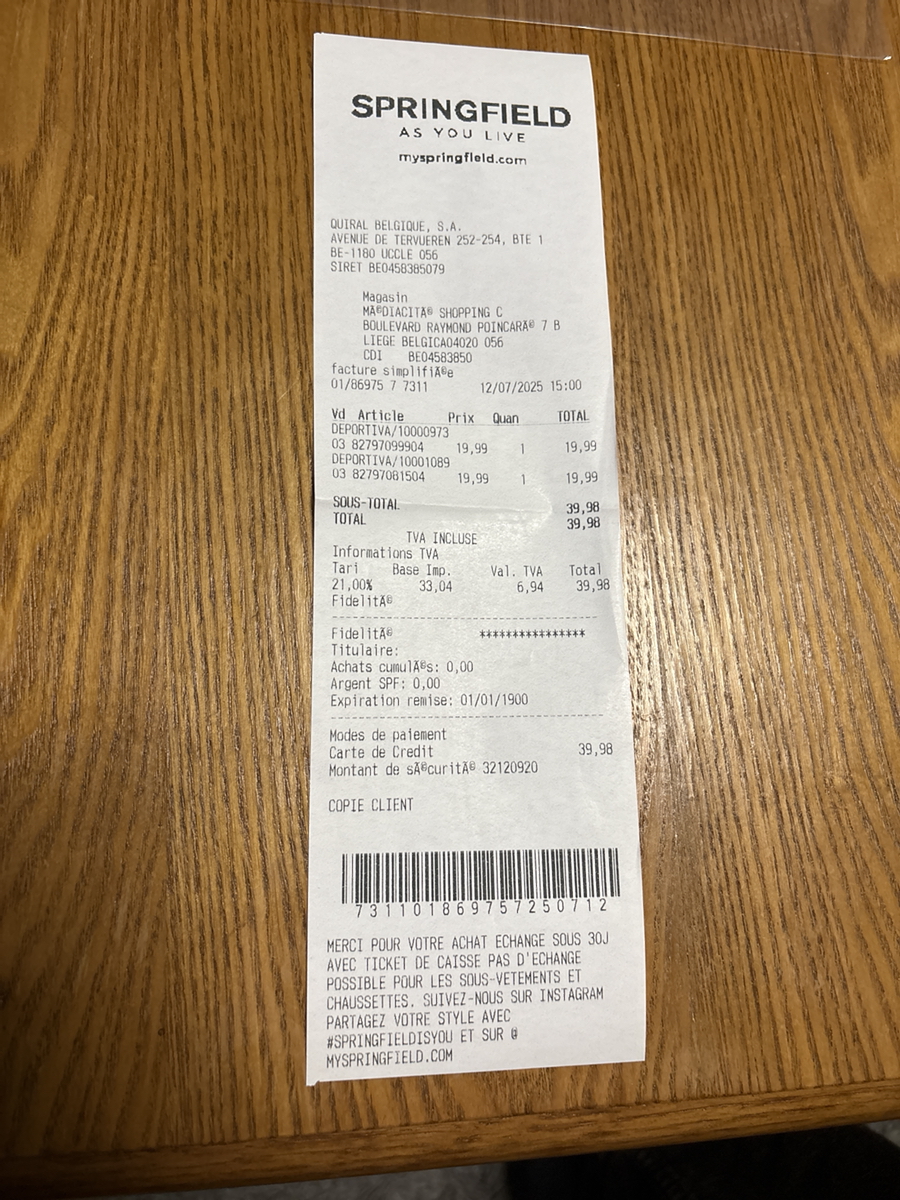 SPRINGFIELD
AS YOU LIVE
myspringfield.com
QUIRAL BELGIQUE, S.A.
AVENUE DE TERVUEREN 252-254, BTE 1
BE-1180 UCCLE 056
SIRET BE0458385079
Magasin
MÃ©DIACITÃ© SHOPPING C
BOULEVARD RAYMOND POINCARÃ© 7 B
LIEGE BELGICA04020 056
CDI BE04583850
facture simplifiÃ©e
01/86975 7 7311 12/07/2025 15:00
Vd Article Prix Quan TOTAL
DEPORTIVA/10000973
03 82797099904 19,99 1 19,99
DEPORTIVA/10001089
03 82797081504 19,99 1 19,99
SOUS-TOTAL 39,98
TOTAL 39,98
TVA INCLUSE
Informations TVA
Tari Base Imp. Val. TVA Total
21,00% 33,04 6,94 39,98
FidelitÃ©
FidelitÃ© ****************
Titulaire:
Achats cumulÃ©s: 0,00
Argent SPF: 0,00
Expiration remise: 01/01/1900
Modes de paiement
Carte de Credit 39,98
Montant de sÃ©curitÃ© 32120920
COPIE CLIENT
731101869757250712
MERCI POUR VOTRE ACHAT ECHANGE SOUS 30J
AVEC TICKET DE CAISSE PAS D'ECHANGE
POSSIBLE POUR LES SOUS-VETEMENTS ET
CHAUSSETTES. SUIVEZ-NOUS SUR INSTAGRAM
PARTAGEZ VOTRE STYLE AVEC
#SPRINGFIELDISYOU ET SUR @
MYSPRINGFIELD.COM